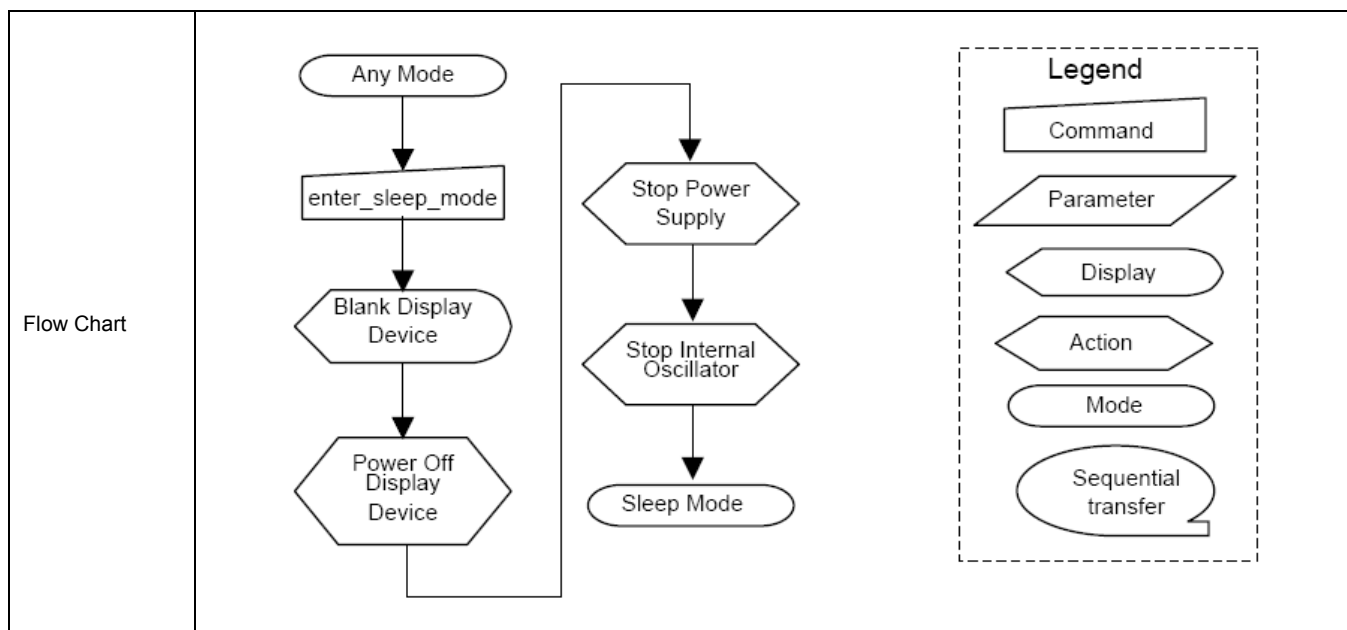 Flow Chart
Any Mode
enter_sleep_mode
Blank Display
Device
Power Off
Display
Device
Stop Power
Supply
Stop Internal
Oscillator
Sleep Mode
Legend
Command
Parameter
Display
Action
Mode
Sequential
transfer